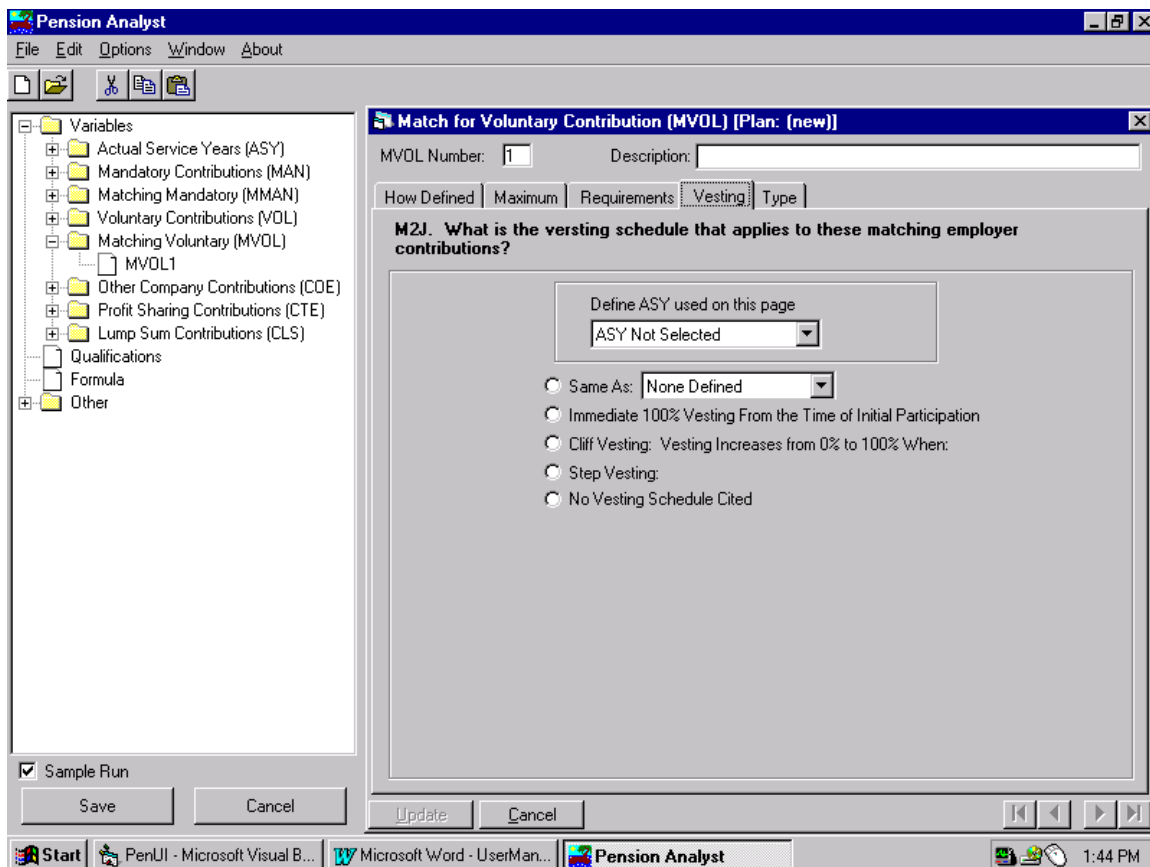 Pension Analyst
File Edit Options Window About
Variables
Actual Service Years (ASY)
Mandatory Contributions (MAN)
Matching Mandatory (MMAN)
Voluntary Contributions (VOL)
Matching Voluntary (MVOL)
MVOL1
Other Company Contributions (COE)
Profit Sharing Contributions (CTE)
Lump Sum Contributions (CLS)
Qualifications
Formula
Other
Sample Run
Save Cancel
Match for Voluntary Contribution (MVOL) [Plan: (new)]
MVOL Number: 1 Description:
How Defined Maximum Requirements Vesting Type
M2J. What is the versting schedule that applies to these matching employer
contributions?
Define ASY used on this page
ASY Not Selected
Same As: None Defined
Immediate 100% Vesting From the Time of Initial Participation
Cliff Vesting: Vesting Increases from 0% to 100% When:
Step Vesting:
No Vesting Schedule Cited
Update Cancel
Start PenUI - Microsoft Visual B... Microsoft Word - UserMan... Pension Analyst 1:44 PM